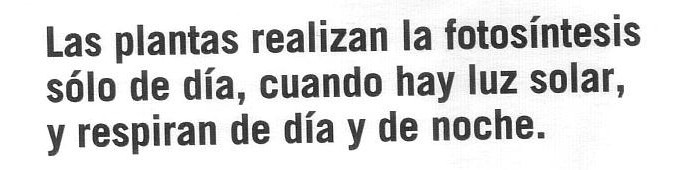 Las plantas realizan la fotosíntesis
sólo de día, cuando hay luz solar,
y respiran de día y de noche.